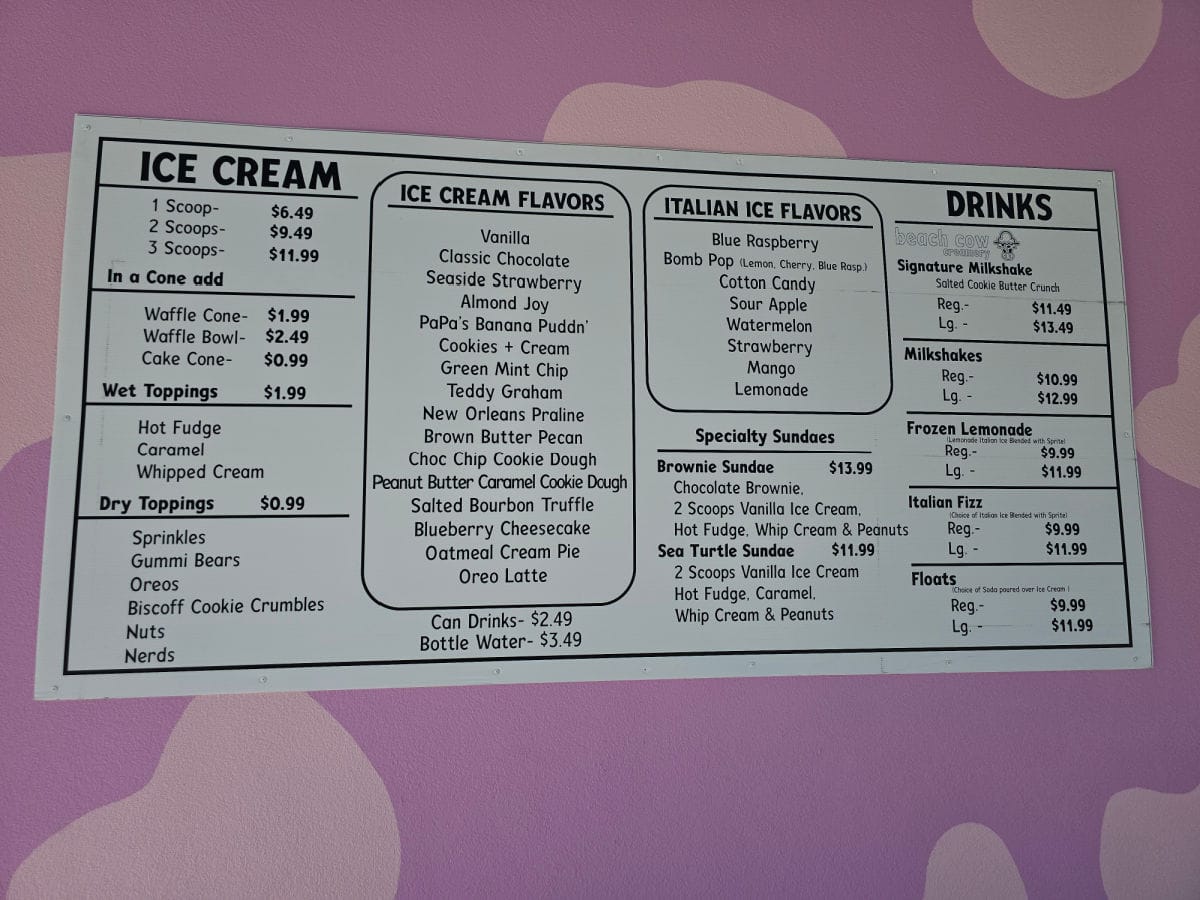 ICE CREAM
1 Scoop- $6.49
2 Scoops- $9.49
3 Scoops- $11.99
In a Cone add
Waffle Cone- $1.99
Waffle Bowl- $2.49
Cake Cone- $0.99
Wet Toppings $1.99
Hot Fudge
Caramel
Whipped Cream
Dry Toppings $0.99
Sprinkles
Gummi Bears
Oreos
Biscoff Cookie Crumbles
Nuts
Nerds
ICE CREAM FLAVORS
Vanilla
Classic Chocolate
Seaside Strawberry
Almond Joy
PaPa's Banana Puddn'
Cookies + Cream
Green Mint Chip
Teddy Graham
New Orleans Praline
Brown Butter Pecan
Choc Chip Cookie Dough
Peanut Butter Caramel Cookie Dough
Salted Bourbon Truffle
Blueberry Cheesecake
Oatmeal Cream Pie
Oreo Latte
Can Drinks- $2.49
Bottle Water- $3.49
ITALIAN ICE FLAVORS
Blue Raspberry
Bomb Pop (Lemon, Cherry, Blue Rasp.)
Cotton Candy
Sour Apple
Watermelon
Strawberry
Mango
Lemonade
Specialty Sundaes
Brownie Sundae $13.99
Chocolate Brownie,
2 Scoops Vanilla Ice Cream,
Hot Fudge, Whip Cream & Peanuts
Sea Turtle Sundae $11.99
2 Scoops Vanilla Ice Cream
Hot Fudge, Caramel,
Whip Cream & Peanuts
DRINKS
beach cow
creamery
Signature Milkshake
Salted Cookie Butter Crunch
Reg.- $11.49
Lg. - $13.49
Milkshakes
Reg.- $10.99
Lg. - $12.99
Frozen Lemonade
(Lemonade Italian Ice Blended with Sprite)
Reg.- $9.99
Lg. - $11.99
Italian Fizz
(Choice of Italian Ice Blended with Sprite)
Reg.- $9.99
Lg. - $11.99
Floats
(Choice of Soda poured over Ice Cream )
Reg.- $9.99
Lg. - $11.99